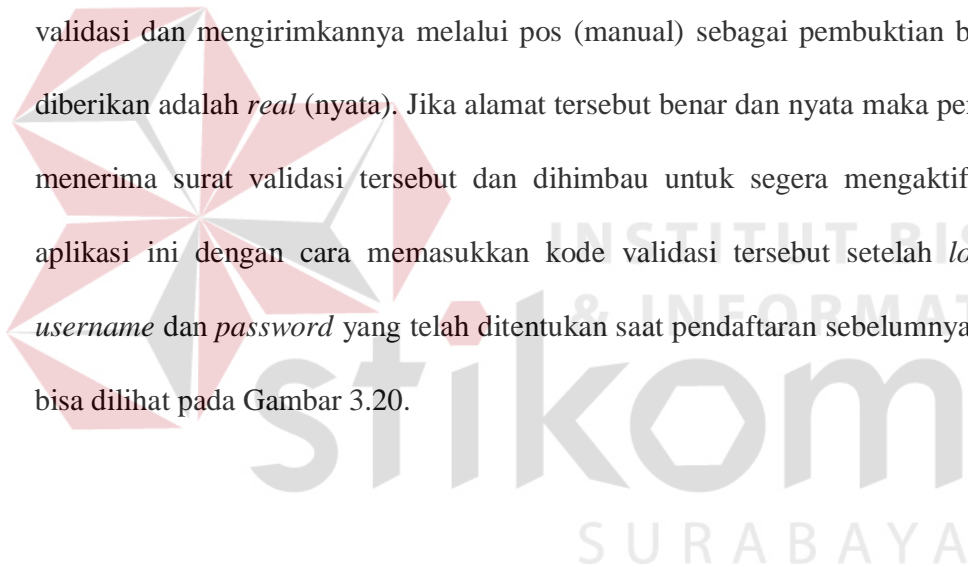 validasi dan mengirimkannya melalui pos (manual) sebagai pembuktian b
diberikan adalah real (nyata). Jika alamat tersebut benar dan nyata maka pe
menerima surat validasi tersebut dan dihimbau untuk segera mengaktif
INSTITUT BIS
aplikasi ini dengan cara memasukkan kode validasi tersebut setelah lo
& INFORMAT
username dan password yang telah ditentukan saat pendaftaran sebelumnya
bisa dilihat pada Gambar 3.20.
stikom
SURABAYA